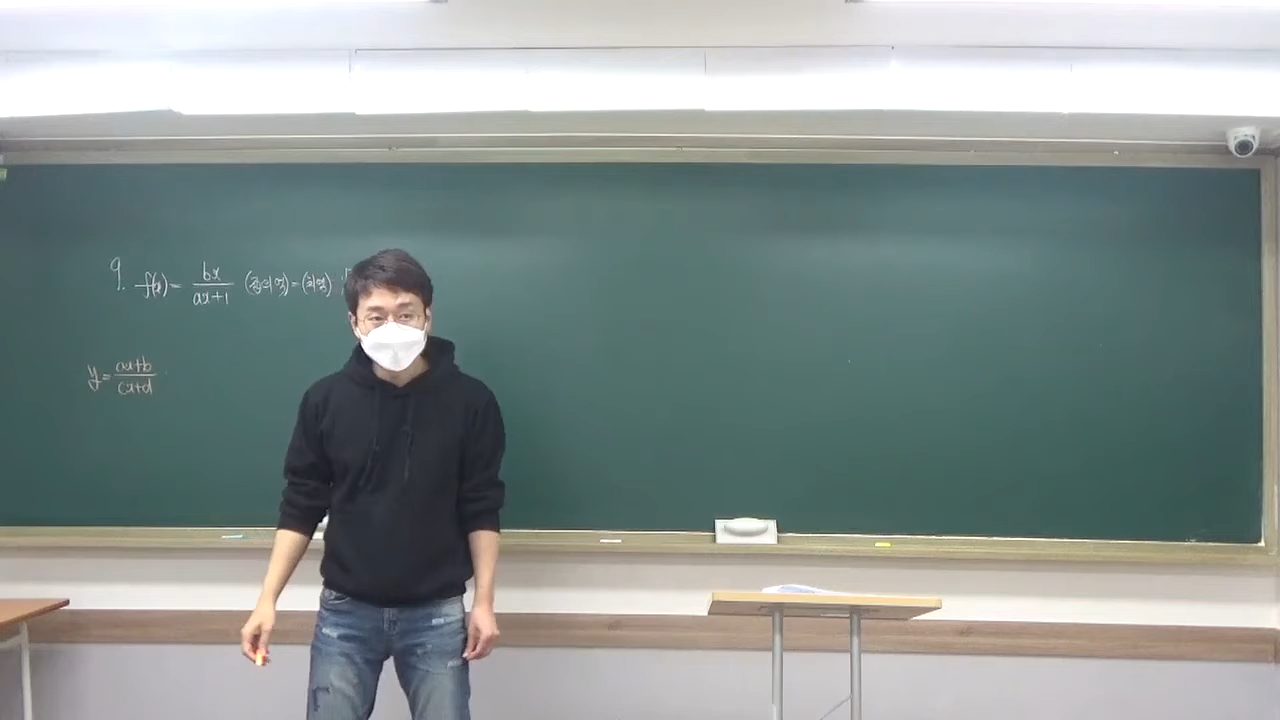 9. f(x) = bx/ax+1 (정의역)=(치역)
y = ax+b/cx+d